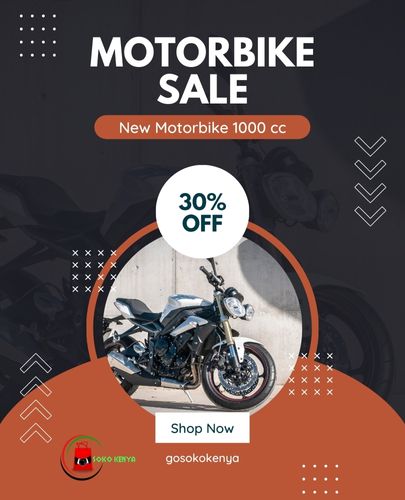 MOTORBIKE
SALE
New Motorbike 1000 cc
30%
OFF
Shop Now
SOKO KENYA
gosokokenya